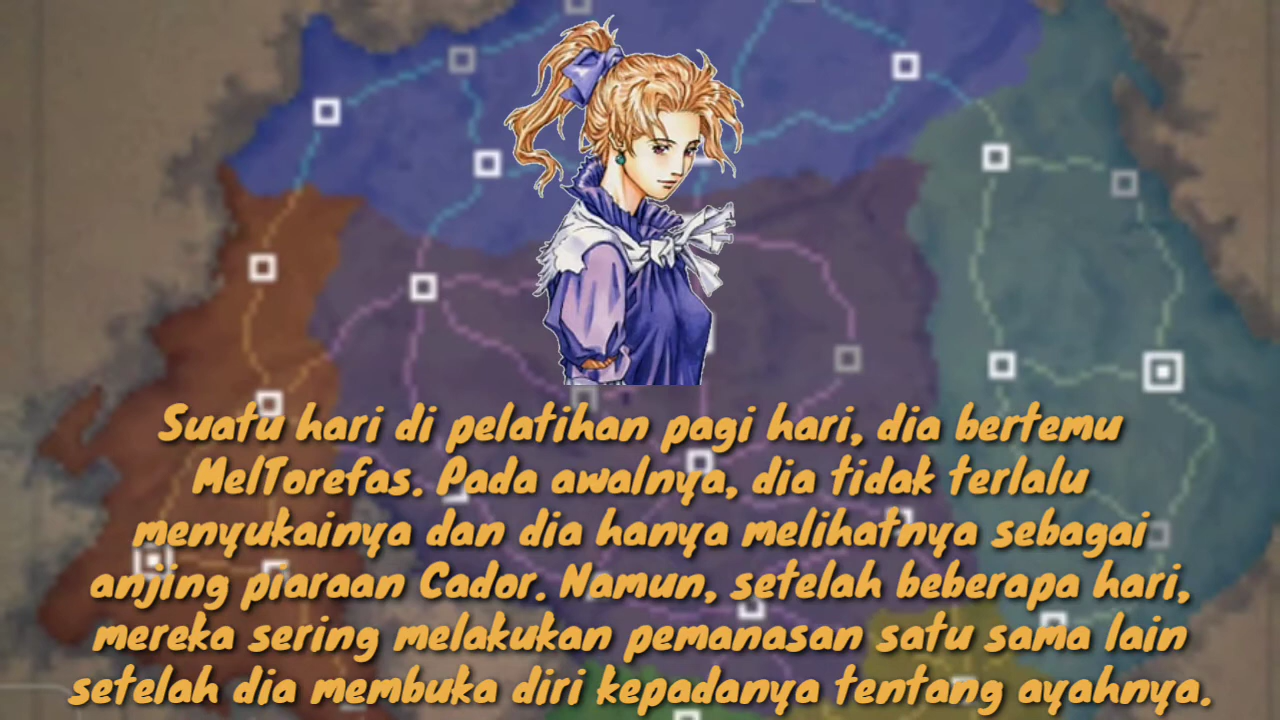 Suatu hari di pelatihan pagi hari, dia bertemu
MelTorefas. Pada awalnya, dia tidak terlalu
menyukainya dan dia hanya melihatnya sebagai
anjing piaraan Cador. Namun, setelah beberapa hari,
mereka sering melakukan pemanasan satu sama lain
setelah dia membuka diri kepadanya tentang ayahnya.